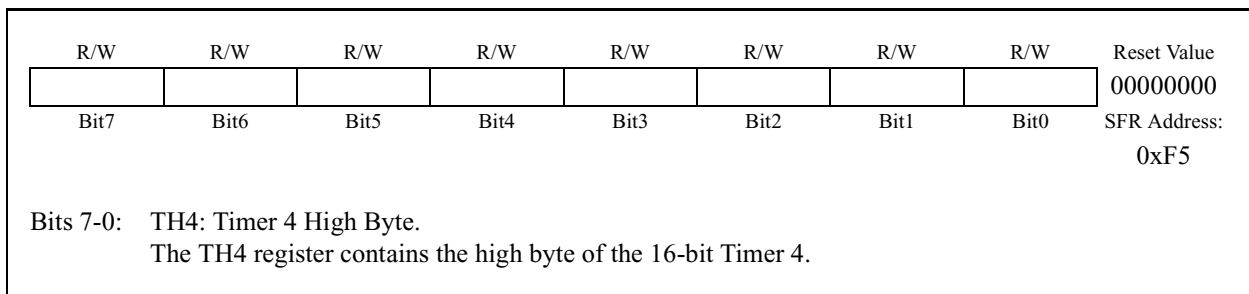 R/W R/W R/W R/W R/W R/W R/W R/W Reset Value
00000000
Bit7 Bit6 Bit5 Bit4 Bit3 Bit2 Bit1 Bit0 SFR Address:
0xF5
Bits 7-0: TH4: Timer 4 High Byte.
The TH4 register contains the high byte of the 16-bit Timer 4.